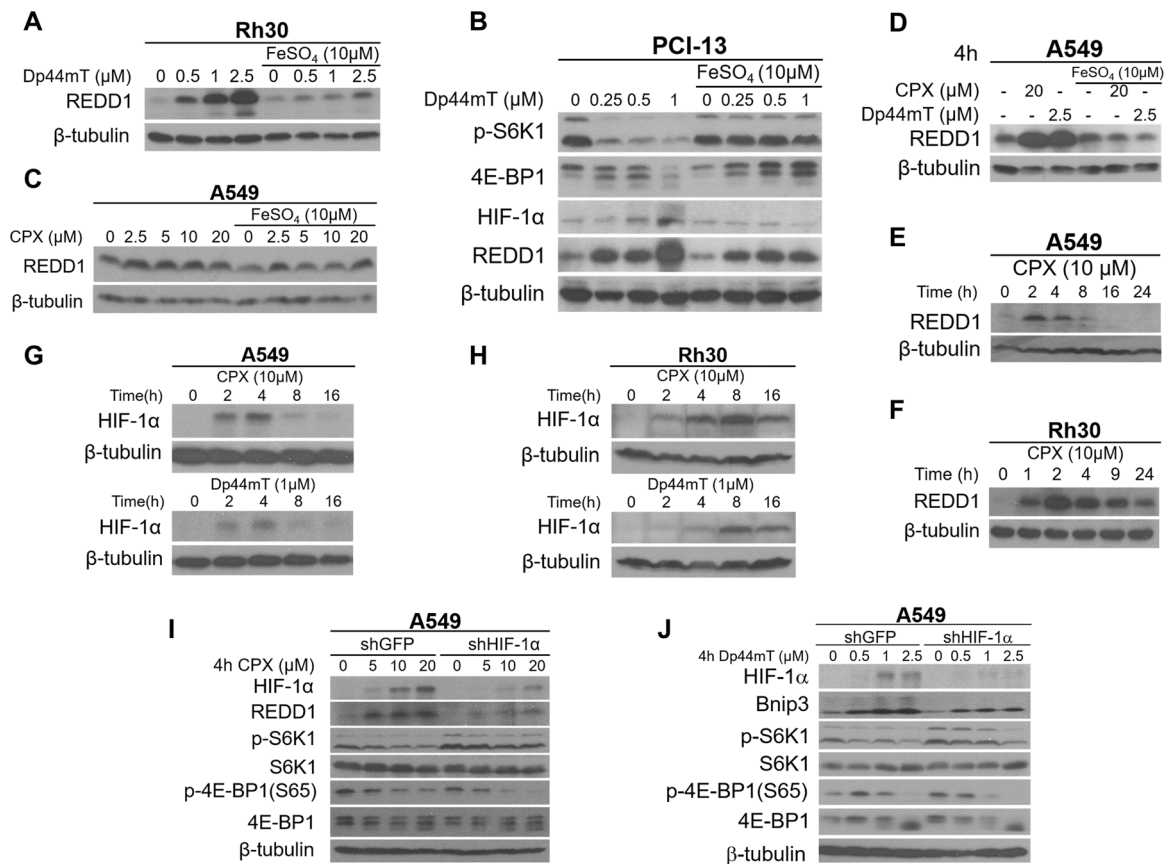 A
Rh30
FeSO4 (10µM)
Dp44mT (µM) 0 0.5 1 2.5 0 0.5 1 2.5
REDD1
β-tubulin
B
PCI-13
FeSO4 (10µM)
Dp44mT (µM) 0 0.25 0.5 1 0 0.25 0.5 1
p-S6K1
4E-BP1
HIF-1α
REDD1
β-tubulin
C
A549
FeSO4 (10µM)
CPX (µM) 0 2.5 5 10 20 0 2.5 5 10 20
REDD1
β-tubulin
D
4h A549
FeSO4 (10µM)
CPX (µM) - 20 - - 20 -
Dp44mT (µM) - - 2.5 - - 2.5
REDD1
β-tubulin
E
A549
CPX (10 µM)
Time (h) 0 2 4 8 16 24
REDD1
β-tubulin
F
Rh30
CPX (10µM)
Time (h) 0 1 2 4 9 24
REDD1
β-tubulin
G
A549
CPX (10µM)
Time(h) 0 2 4 8 16
HIF-1α
β-tubulin
Dp44mT (1µM)
Time(h) 0 2 4 8 16
HIF-1α
β-tubulin
H
Rh30
CPX (10µM)
Time(h) 0 2 4 8 16
HIF-1α
β-tubulin
Dp44mT (1µM)
Time(h) 0 2 4 8 16
HIF-1α
β-tubulin
I
A549
shGFP shHIF-1α
4h CPX (µM) 0 5 10 20 0 5 10 20
HIF-1α
REDD1
p-S6K1
S6K1
p-4E-BP1(S65)
4E-BP1
β-tubulin
J
A549
shGFP shHIF-1α
4h Dp44mT (µM) 0 0.5 1 2.5 0 0.5 1 2.5
HIF-1α
Bnip3
p-S6K1
S6K1
p-4E-BP1(S65)
4E-BP1
β-tubulin